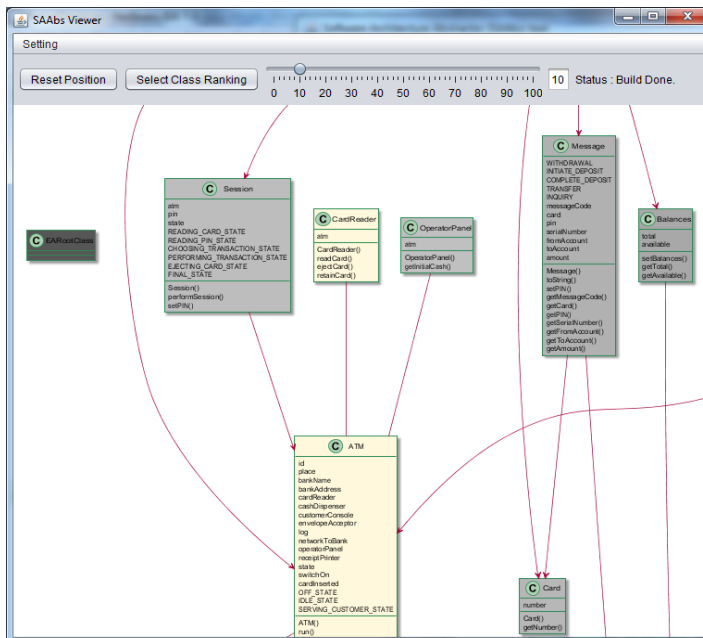 SAAbs Viewer
Setting
Reset Position
Select Class Ranking
0 10 20 30 40 50 60 70 80 90 100
10
Status : Build Done.
C EARootClass
C Session
atm
pin
state
READING_CARD_STATE
READING_PIN_STATE
CHOOSING_TRANSACTION_STATE
PERFORMING_TRANSACTION_STATE
EJECTING_CARD_STATE
FINAL_STATE
Session()
performSession()
setPIN()
C CardReader
atm
CardReader()
readCard()
ejectCard()
retainCard()
C OperatorPanel
atm
OperatorPanel()
getInitialCash()
C Message
WITHDRAWAL
INITIATE_DEPOSIT
COMPLETE_DEPOSIT
TRANSFER
INQUIRY
messageCode
card
pin
serialNumber
fromAccount
toAccount
amount
Message()
toString()
setPIN()
getMessageCode()
getCard()
getPIN()
getSerialNumber()
getFromAccount()
getToAccount()
getAmount()
C Balances
total
available
setBalances()
getTotal()
getAvailable()
C ATM
id
place
bankName
bankAddress
cardReader
cashDispenser
customerConsole
envelopeAcceptor
log
networkToBank
operatorPanel
receiptPrinter
state
switchOn
cardInserted
OFF_STATE
IDLE_STATE
SERVING_CUSTOMER_STATE
ATM()
run()
C Card
number
Card()
getNumber()